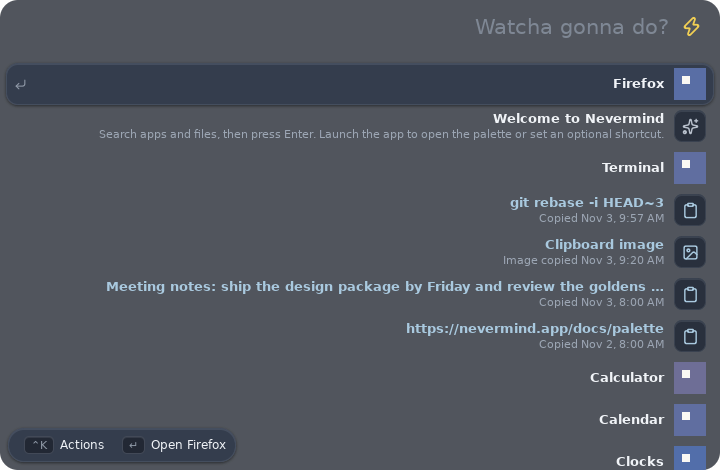 Watcha gonna do?
Firefox
Welcome to Nevermind
Search apps and files, then press Enter. Launch the app to open the palette or set an optional shortcut.
Terminal
git rebase -i HEAD~3
Copied Nov 3, 9:57 AM
Clipboard image
Image copied Nov 3, 9:20 AM
Meeting notes: ship the design package by Friday and review the goldens …
Copied Nov 3, 8:00 AM
https://nevermind.app/docs/palette
Copied Nov 2, 8:00 AM
Calculator
Calendar
Clocks
^K Actions ↵ Open Firefox